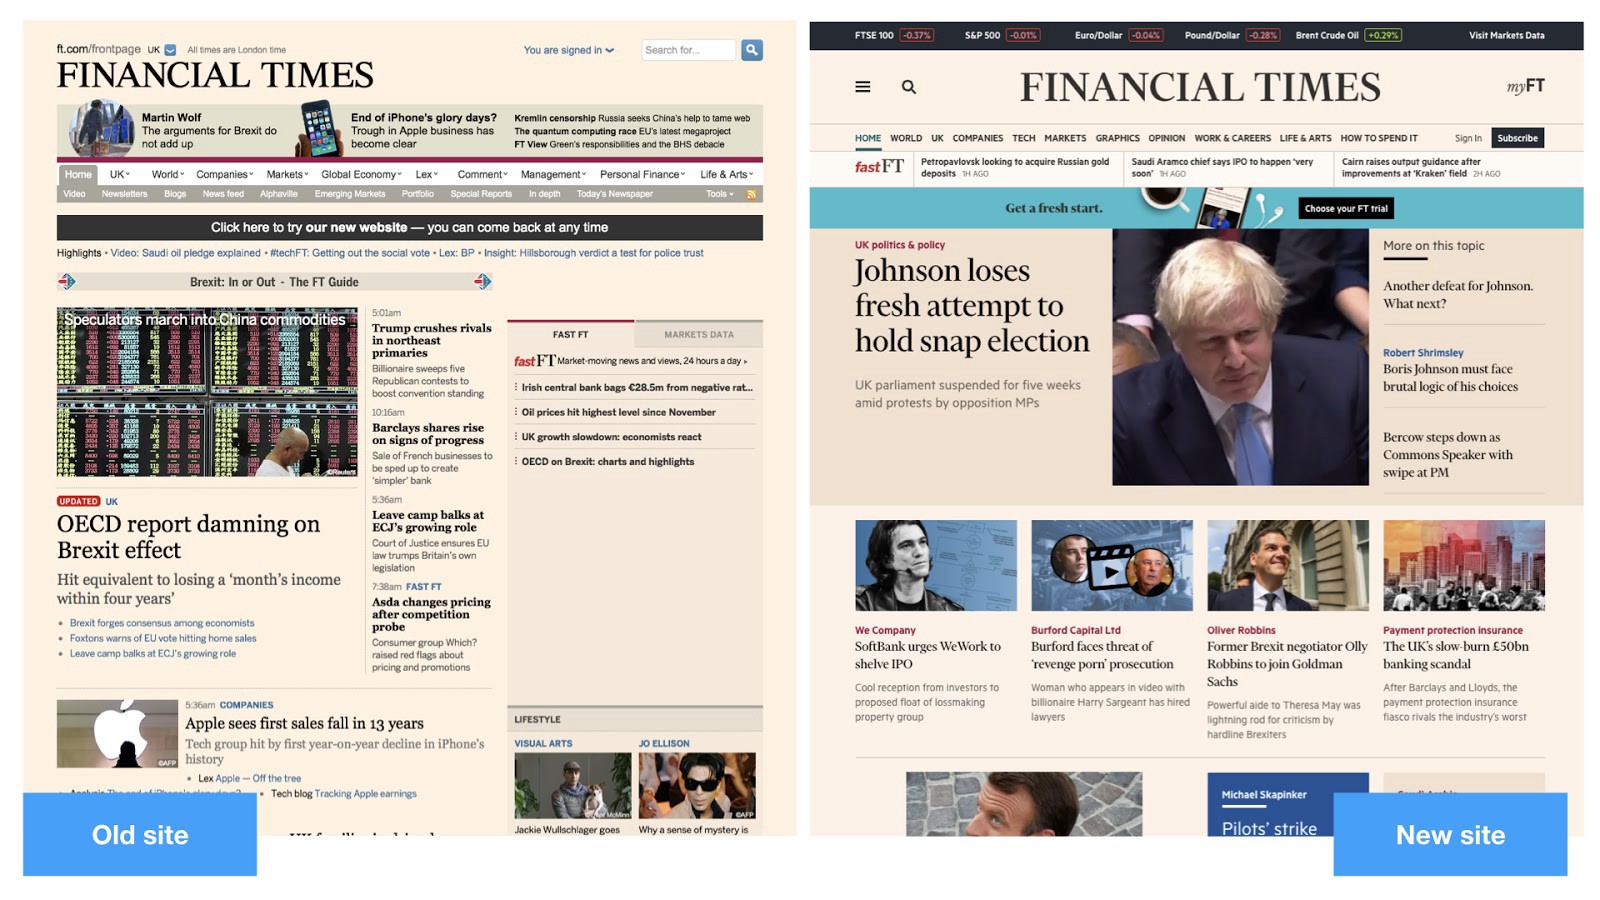 ft.com/frontpage UK All times are London time
You are signed in
Search for...
FINANCIAL TIMES
Martin Wolf
The arguments for Brexit do
not add up
End of iPhone's glory days?
Trough in Apple business has
become clear
Kremlin censorship Russia seeks China's help to tame web
The quantum computing race EU's latest megaproject
FT View Green's responsibilities and the BHS debacle
Home UK World Companies Markets Global Economy Lex Comment Management Personal Finance Life & Arts
Video Newsletters Blogs News feed Alphaville Emerging Markets Portfolio Special Reports In depth Today's Newspaper Tools
Click here to try our new website — you can come back at any time
Highlights • Video: Saudi oil pledge explained • #techFT: Getting out the social vote • Lex: BP • Insight: Hillsborough verdict a test for police trust
Brexit: In or Out - The FT Guide
Speculators march into China commodities
©Reuters
UPDATED UK
OECD report damning on
Brexit effect
Hit equivalent to losing a ‘month’s income
within four years’
• Brexit forges consensus among economists
• Foxtons warns of EU vote hitting home sales
• Leave camp balks at ECJ's growing role
5:01am
Trump crushes rivals
in northeast
primaries
Billionaire sweeps five
Republican contests to
boost convention standing
10:16am
Barclays shares rise
on signs of progress
Sale of French businesses to
be sped up to create
‘simpler’ bank
5:36am
Leave camp balks at
ECJ’s growing role
Court of Justice ensures EU
law trumps Britain's own
legislation
7:38am FAST FT
Asda changes pricing
after competition
probe
Consumer group Which?
raised red flags about
pricing and promotions
FAST FT MARKETS DATA
fastFT Market-moving news and views, 24 hours a day
Irish central bank bags €28.5m from negative rat...
Oil prices hit highest level since November
UK growth slowdown: economists react
OECD on Brexit: charts and highlights
©AFP
5:36am COMPANIES
Apple sees first sales fall in 13 years
Tech group hit by first year-on-year decline in iPhone’s
history
• Lex Apple — Off the tree
• Tech blog Tracking Apple earnings
LIFESTYLE
VISUAL ARTS
JO ELLISON
©AFP
Jackie Wullschlager goes
Why a sense of mystery is
Old site
FTSE 100 -0.37% S&P 500 -0.01% Euro/Dollar -0.04% Pound/Dollar -0.28% Brent Crude Oil +0.29% Visit Markets Data
FINANCIAL TIMES
myFT
HOME WORLD UK COMPANIES TECH MARKETS GRAPHICS OPINION WORK & CAREERS LIFE & ARTS HOW TO SPEND IT Sign In Subscribe
fastFT
Petropavlovsk looking to acquire Russian gold
deposits 1H AGO
Saudi Aramco chief says IPO to happen ‘very
soon’ 1H AGO
Cairn raises output guidance after
improvements at ‘Kraken’ field 2H AGO
Get a fresh start.
Choose your FT trial
UK politics & policy
Johnson loses
fresh attempt to
hold snap election
UK parliament suspended for five weeks
amid protests by opposition MPs
More on this topic
Another defeat for Johnson.
What next?
Robert Shrimsley
Boris Johnson must face
brutal logic of his choices
Bercow steps down as
Commons Speaker with
swipe at PM
We Company
SoftBank urges WeWork to
shelve IPO
Cool reception from investors to
proposed float of lossmaking
property group
Burford Capital Ltd
Burford faces threat of
‘revenge porn’ prosecution
Woman who appears in video with
billionaire Harry Sargeant has hired
lawyers
Oliver Robbins
Former Brexit negotiator Olly
Robbins to join Goldman
Sachs
Powerful aide to Theresa May was
lightning rod for criticism by
hardline Brexiters
Payment protection insurance
The UK’s slow-burn £50bn
banking scandal
After Barclays and Lloyds, the
payment protection insurance
fiasco rivals the industry’s worst
Michael Skapinker
Pilots’ strike
New site